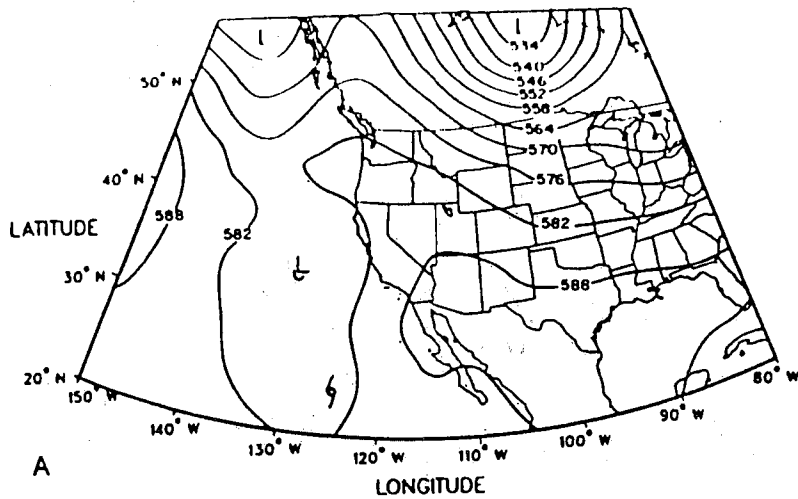 534
540
546
552
558
50° N
564
570
40° N
576
588
582
582
LATITUDE
30° N
588
20° N
150° W
80° W
140° W
90° W
130° W
120° W
110° W
100° W
A
LONGITUDE